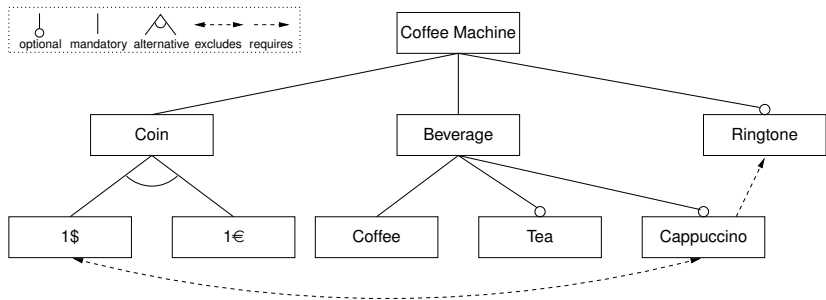 optional mandatory alternative excludes requires
Coffee Machine
Coin Beverage Ringtone
1$ 1€ Coffee Tea Cappuccino